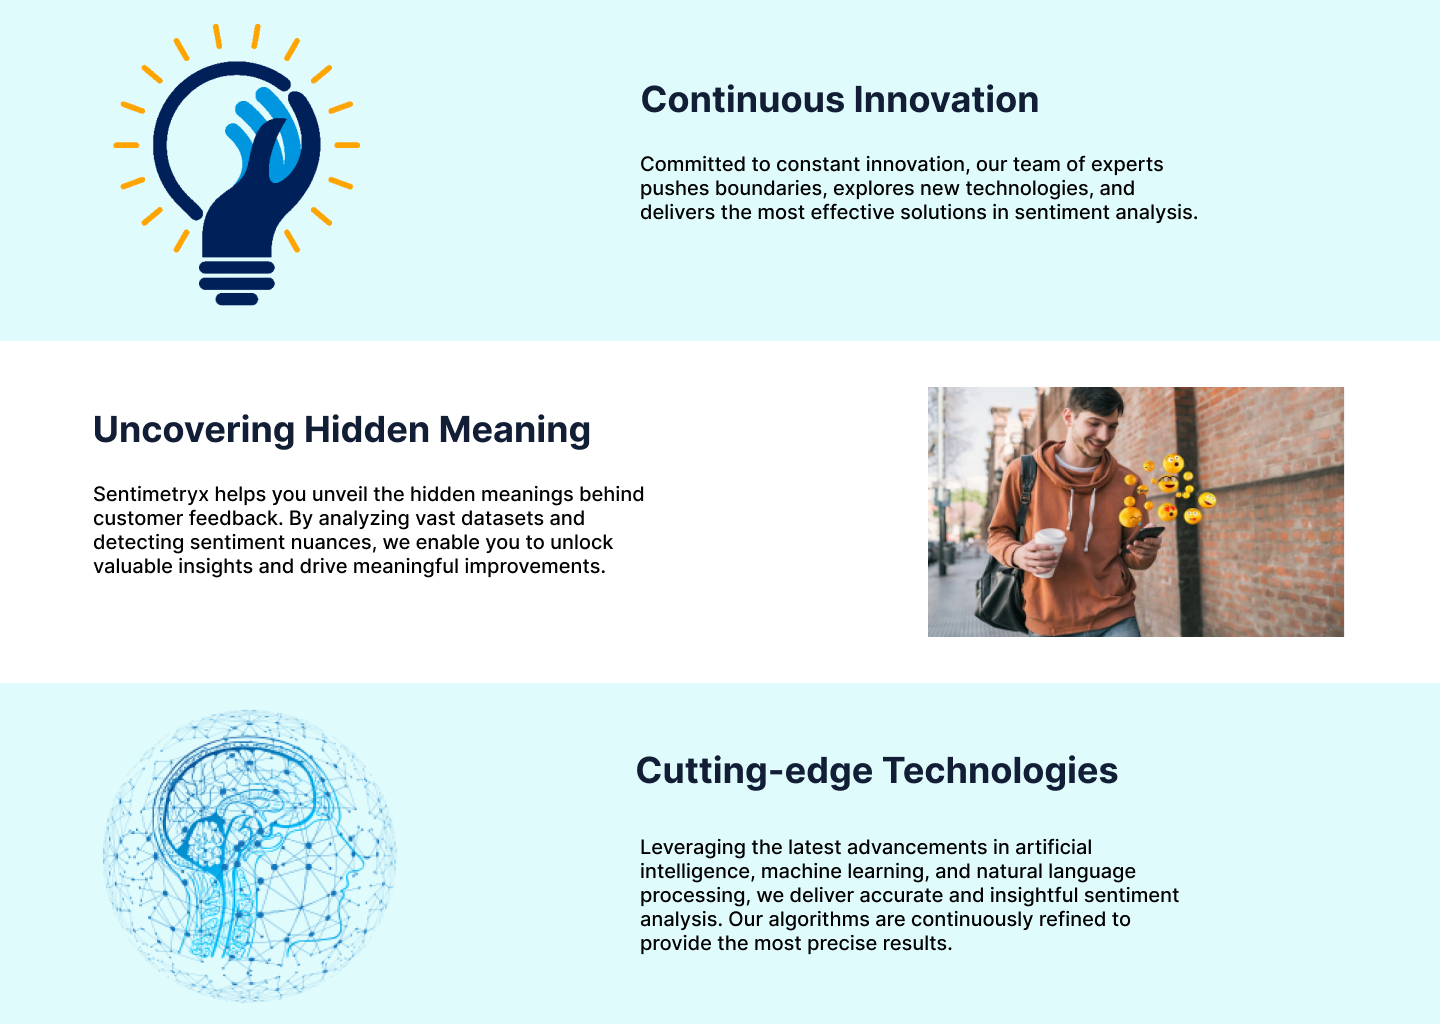 Continuous Innovation
Committed to constant innovation, our team of experts
pushes boundaries, explores new technologies, and
delivers the most effective solutions in sentiment analysis.
Uncovering Hidden Meaning
Sentimetryx helps you unveil the hidden meanings behind
customer feedback. By analyzing vast datasets and
detecting sentiment nuances, we enable you to unlock
valuable insights and drive meaningful improvements.
Cutting-edge Technologies
Leveraging the latest advancements in artificial
intelligence, machine learning, and natural language
processing, we deliver accurate and insightful sentiment
analysis. Our algorithms are continuously refined to
provide the most precise results.